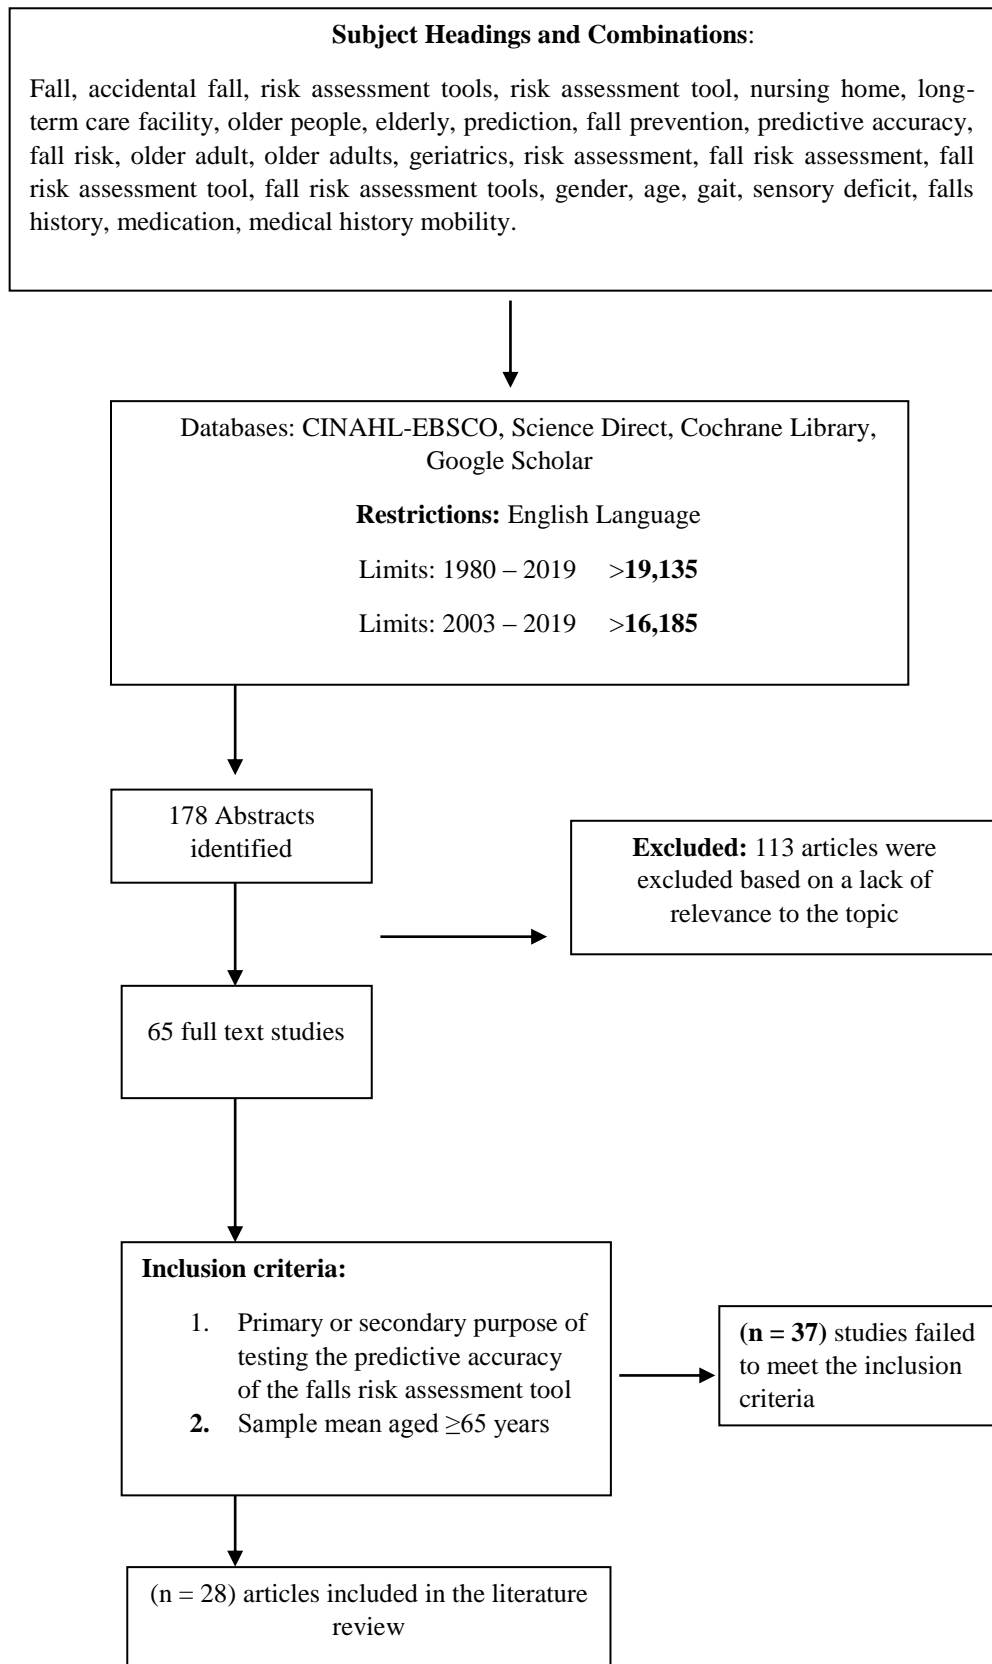 Subject Headings and Combinations:
Fall, accidental fall, risk assessment tools, risk assessment tool, nursing home, long-
term care facility, older people, elderly, prediction, fall prevention, predictive accuracy,
fall risk, older adult, older adults, geriatrics, risk assessment, fall risk assessment, fall
risk assessment tool, fall risk assessment tools, gender, age, gait, sensory deficit, falls
history, medication, medical history mobility.
Databases: CINAHL-EBSCO, Science Direct, Cochrane Library,
Google Scholar
Restrictions: English Language
Limits: 1980 – 2019 >19,135
Limits: 2003 – 2019 >16,185
178 Abstracts
identified
Excluded: 113 articles were
excluded based on a lack of
relevance to the topic
65 full text studies
Inclusion criteria:
1. Primary or secondary purpose of
testing the predictive accuracy
of the falls risk assessment tool
2. Sample mean aged ≥65 years
(n = 37) studies failed
to meet the inclusion
criteria
(n = 28) articles included in the literature
review